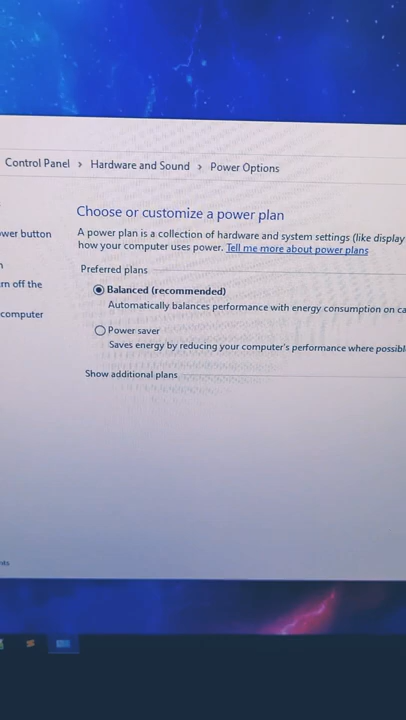 Control Panel > Hardware and Sound > Power Options
Choose or customize a power plan
wer button
A power plan is a collection of hardware and system settings (like display
how your computer uses power. Tell me more about power plans
Preferred plans
rn off the
Balanced (recommended)
Automatically balances performance with energy consumption on ca
computer
Power saver
Saves energy by reducing your computer's performance where possibl
Show additional plans